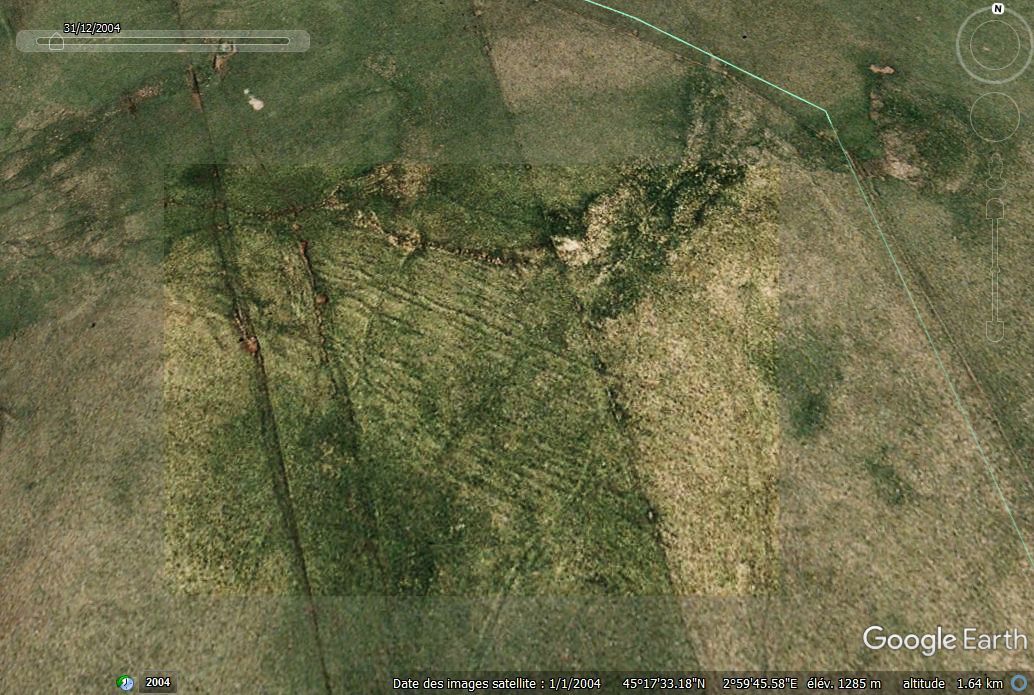 31/12/2004
N
Google Earth
2004
Date des images satellite : 1/1/2004 45°17'33.18"N 2°59'45.58"E élév. 1285 m altitude 1.64 km